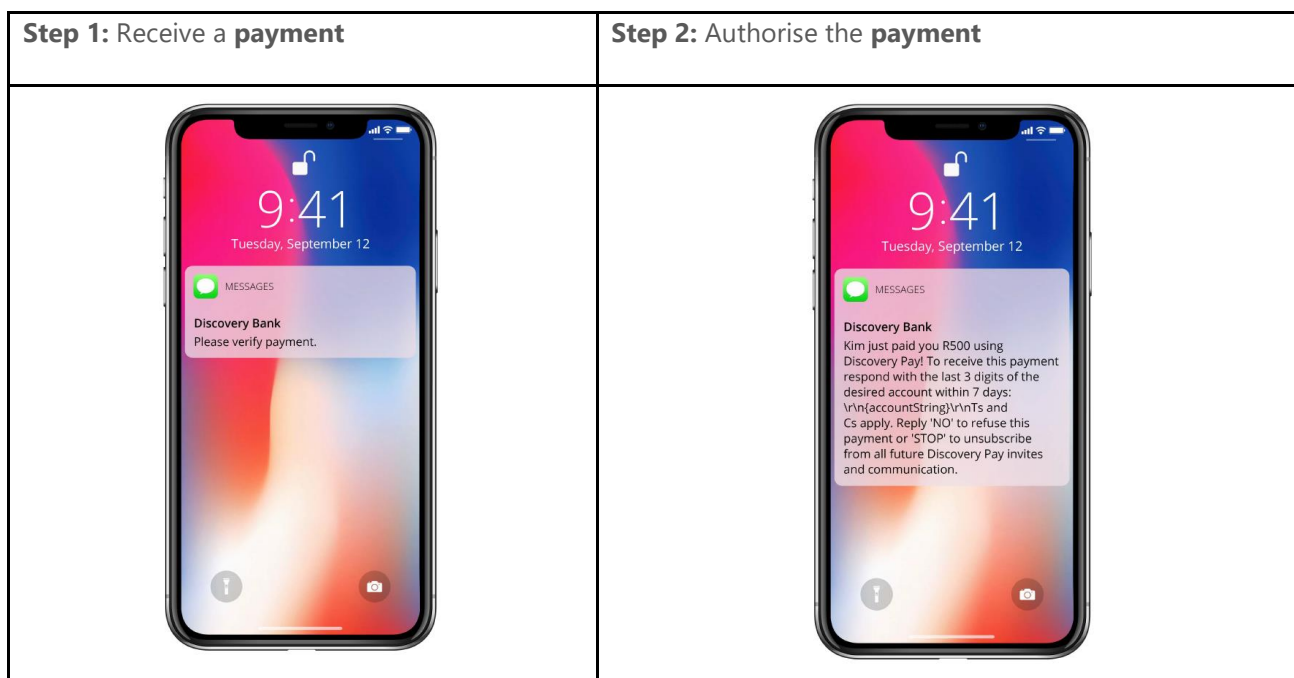 Step 1: Receive a payment
Step 2: Authorise the payment
9:41
Tuesday, September 12
MESSAGES
Discovery Bank
Please verify payment.
9:41
Tuesday, September 12
MESSAGES
Discovery Bank
Kim just paid you R500 using
Discovery Pay! To receive this payment
respond with the last 3 digits of the
desired account within 7 days:
\r\n{accountString}\r\nTs and
Cs apply. Reply 'NO' to refuse this
payment or 'STOP' to unsubscribe
from all future Discovery Pay invites
and communication.